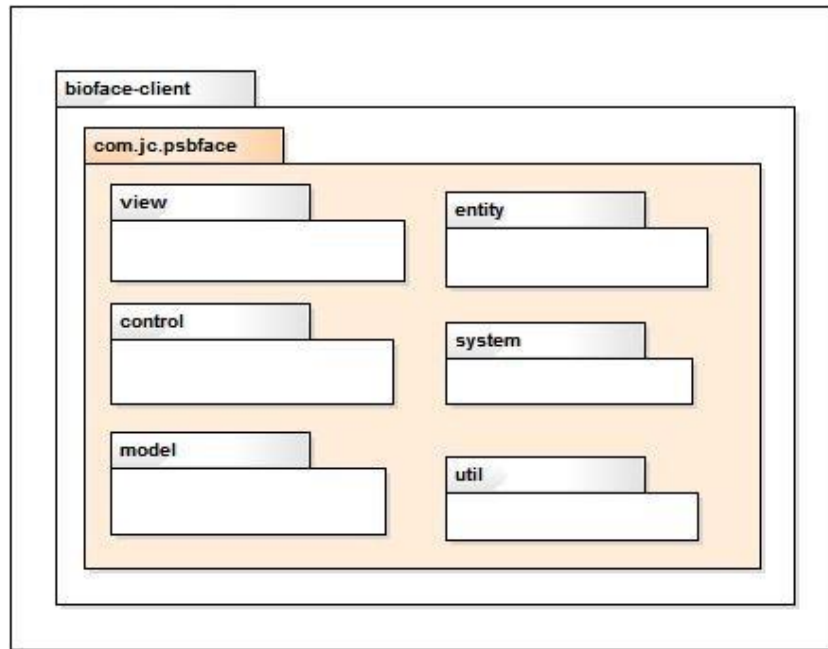 bioface-client
com.jc.psbface
view
entity
control
system
model
util